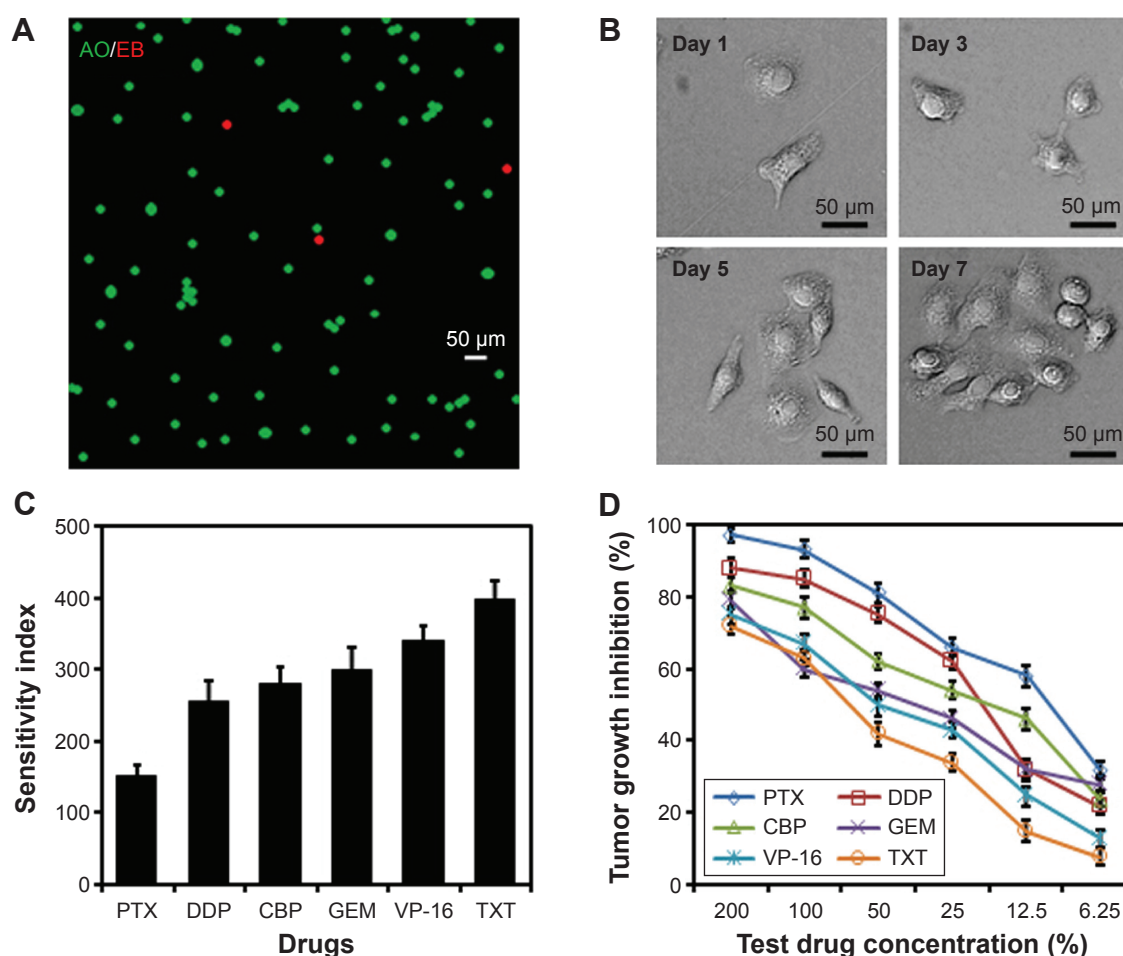 A
AO/EB
50 µm
B
Day 1
50 µm
Day 3
50 µm
Day 5
50 µm
Day 7
50 µm
C
Sensitivity index
500
400
300
200
100
0
PTX DDP CBP GEM VP-16 TXT
Drugs
D
Tumor growth inhibition (%)
100
80
60
40
20
0
PTX DDP
CBP GEM
VP-16 TXT
200 100 50 25 12.5 6.25
Test drug concentration (%)